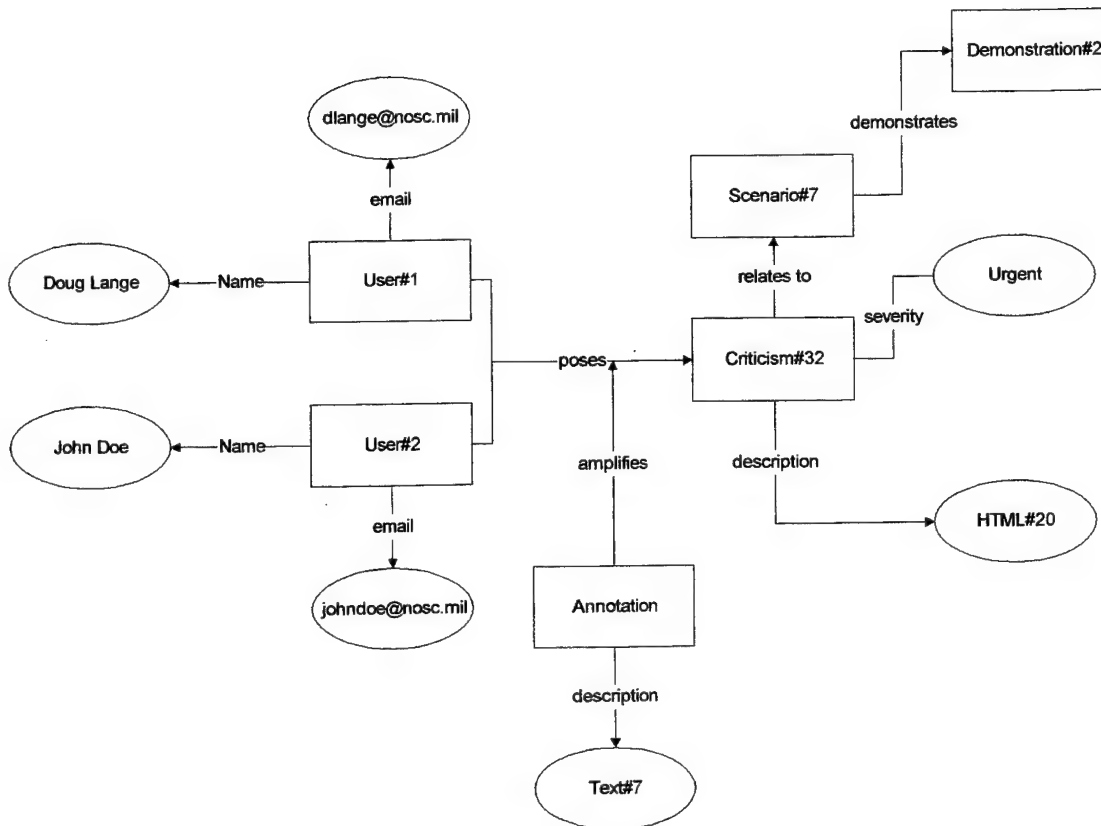 Demonstration#2
dlange@nosc.mil
demonstrates
email
Scenario#7
Doug Lange
Name
User#1
relates to
Urgent
severity
poses
Criticism#32
John Doe
Name
User#2
amplifies
description
email
HTML#20
johndoe@nosc.mil
Annotation
description
Text#7